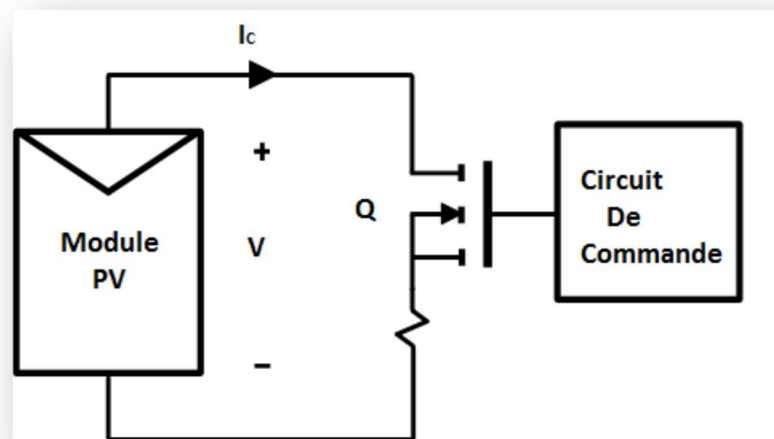 Ic
+
Q
V
−
Module
PV
Circuit
De
Commande